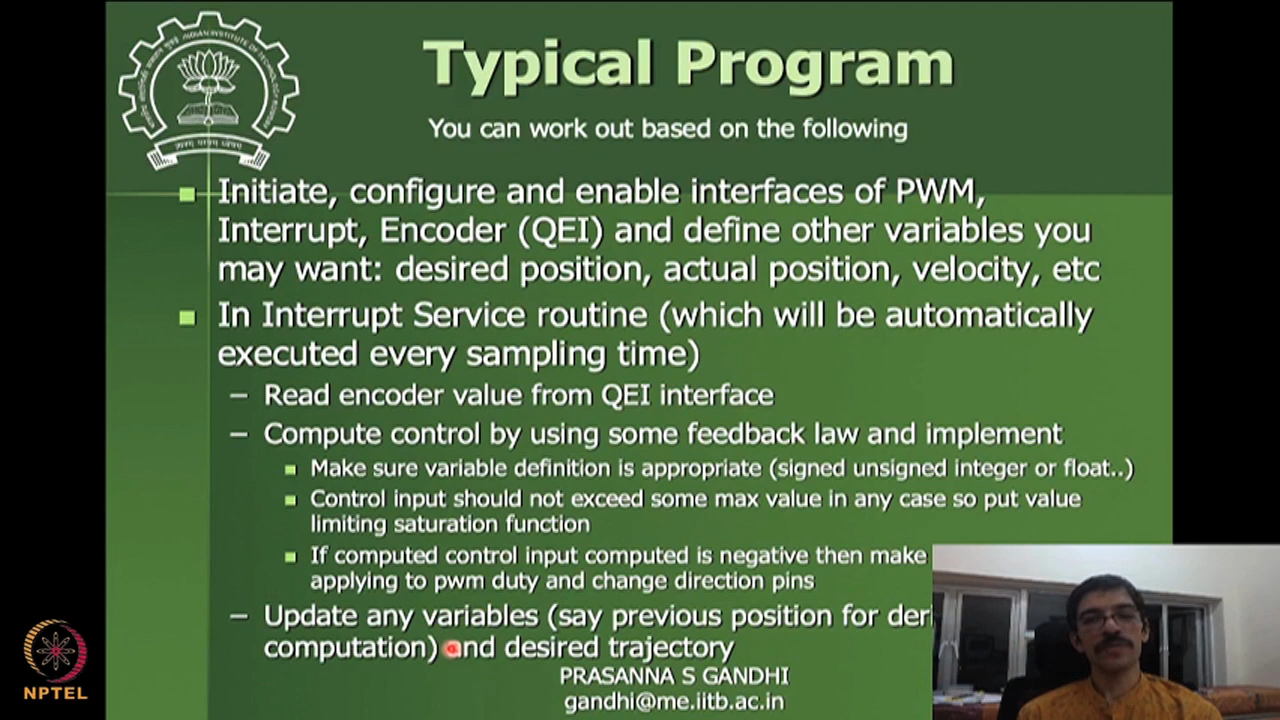 Typical Program
You can work out based on the following
Initiate, configure and enable interfaces of PWM,
Interrupt, Encoder (QEI) and define other variables you
may want: desired position, actual position, velocity, etc
In Interrupt Service routine (which will be automatically
executed every sampling time)
– Read encoder value from QEI interface
– Compute control by using some feedback law and implement
Make sure variable definition is appropriate (signed unsigned integer or float..)
Control input should not exceed some max value in any case so put value
limiting saturation function
If computed control input computed is negative then make
applying to pwm duty and change direction pins
– Update any variables (say previous position for deri
computation) and desired trajectory
PRASANNA S GANDHI
gandhi@me.iitb.ac.in
NPTEL